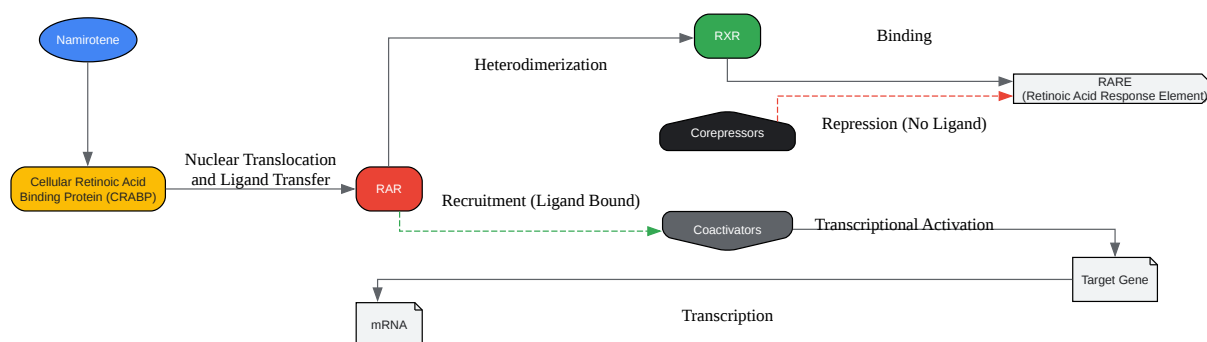 Namirotene
RXR
Binding
Heterodimerization
RARE
(Retinoic Acid Response Element)
Corepressors
Repression (No Ligand)
Nuclear Translocation
and Ligand Transfer
Cellular Retinoic Acid
Binding Protein (CRABP)
RAR
Recruitment (Ligand Bound)
Coactivators
Transcriptional Activation
Target Gene
Transcription
mRNA